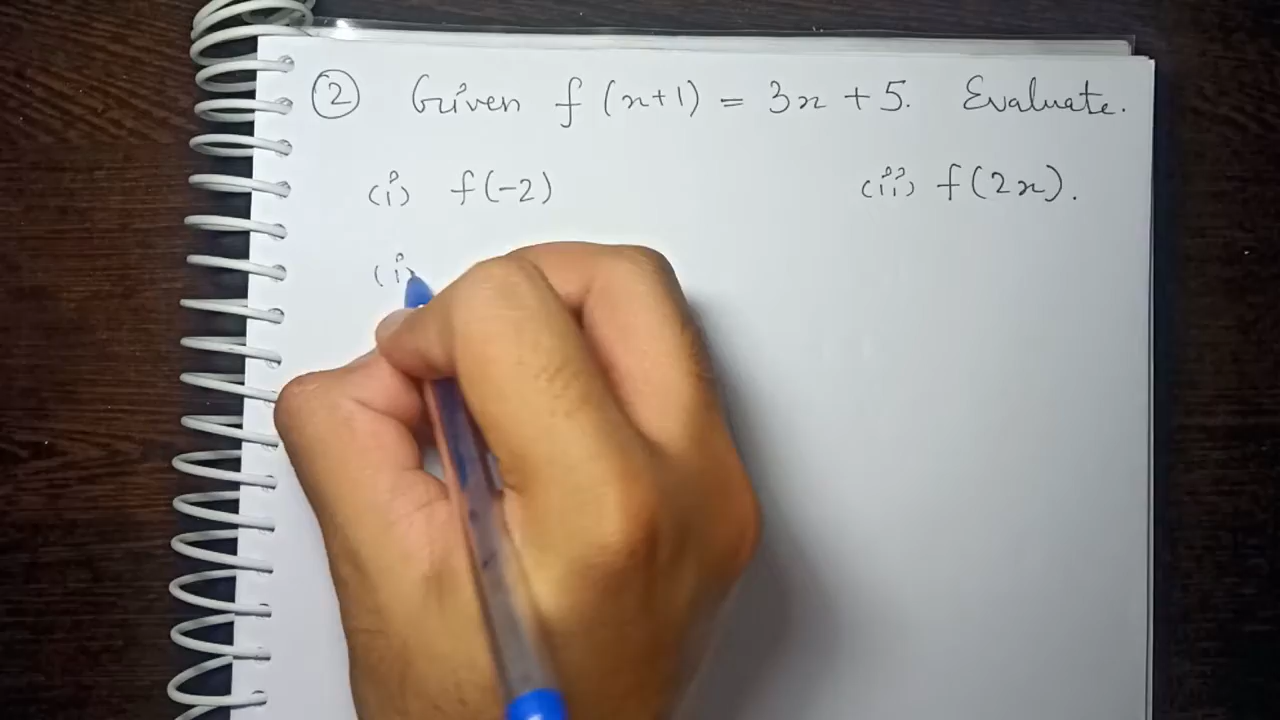 ② Given f(x+1) = 3x + 5. Evaluate.
(i) f(-2) (ii) f(2x).
(i)